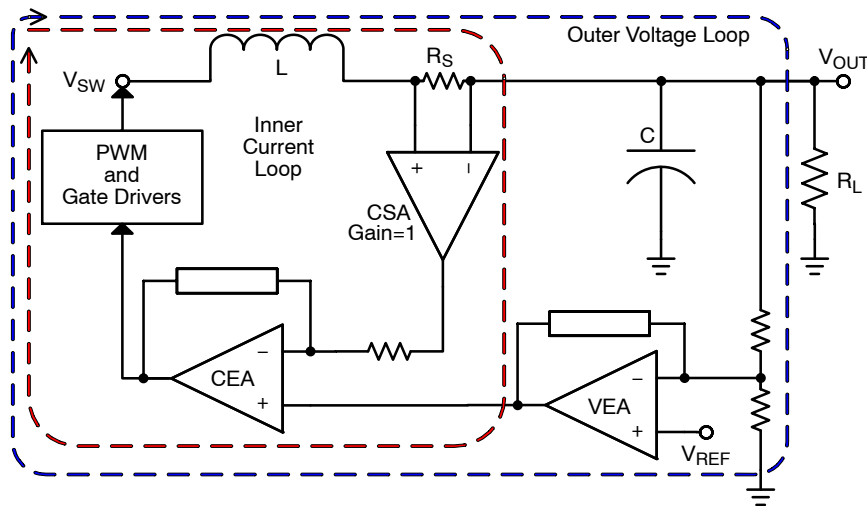 Outer Voltage Loop
V_OUT
R_S
L
V_SW
Inner
Current
Loop
C
PWM
and
Gate Drivers
+ −
R_L
CSA
Gain=1
−
CEA
+
−
VEA
+
V_REF